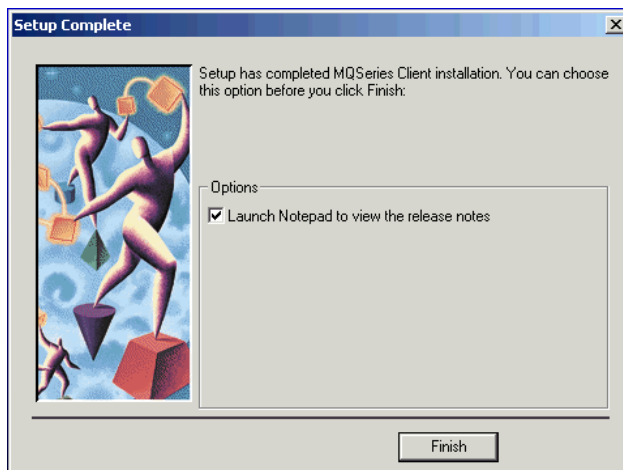 Setup Complete
Setup has completed MQSeries Client installation. You can choose
this option before you click Finish:
Options
Launch Notepad to view the release notes
Finish